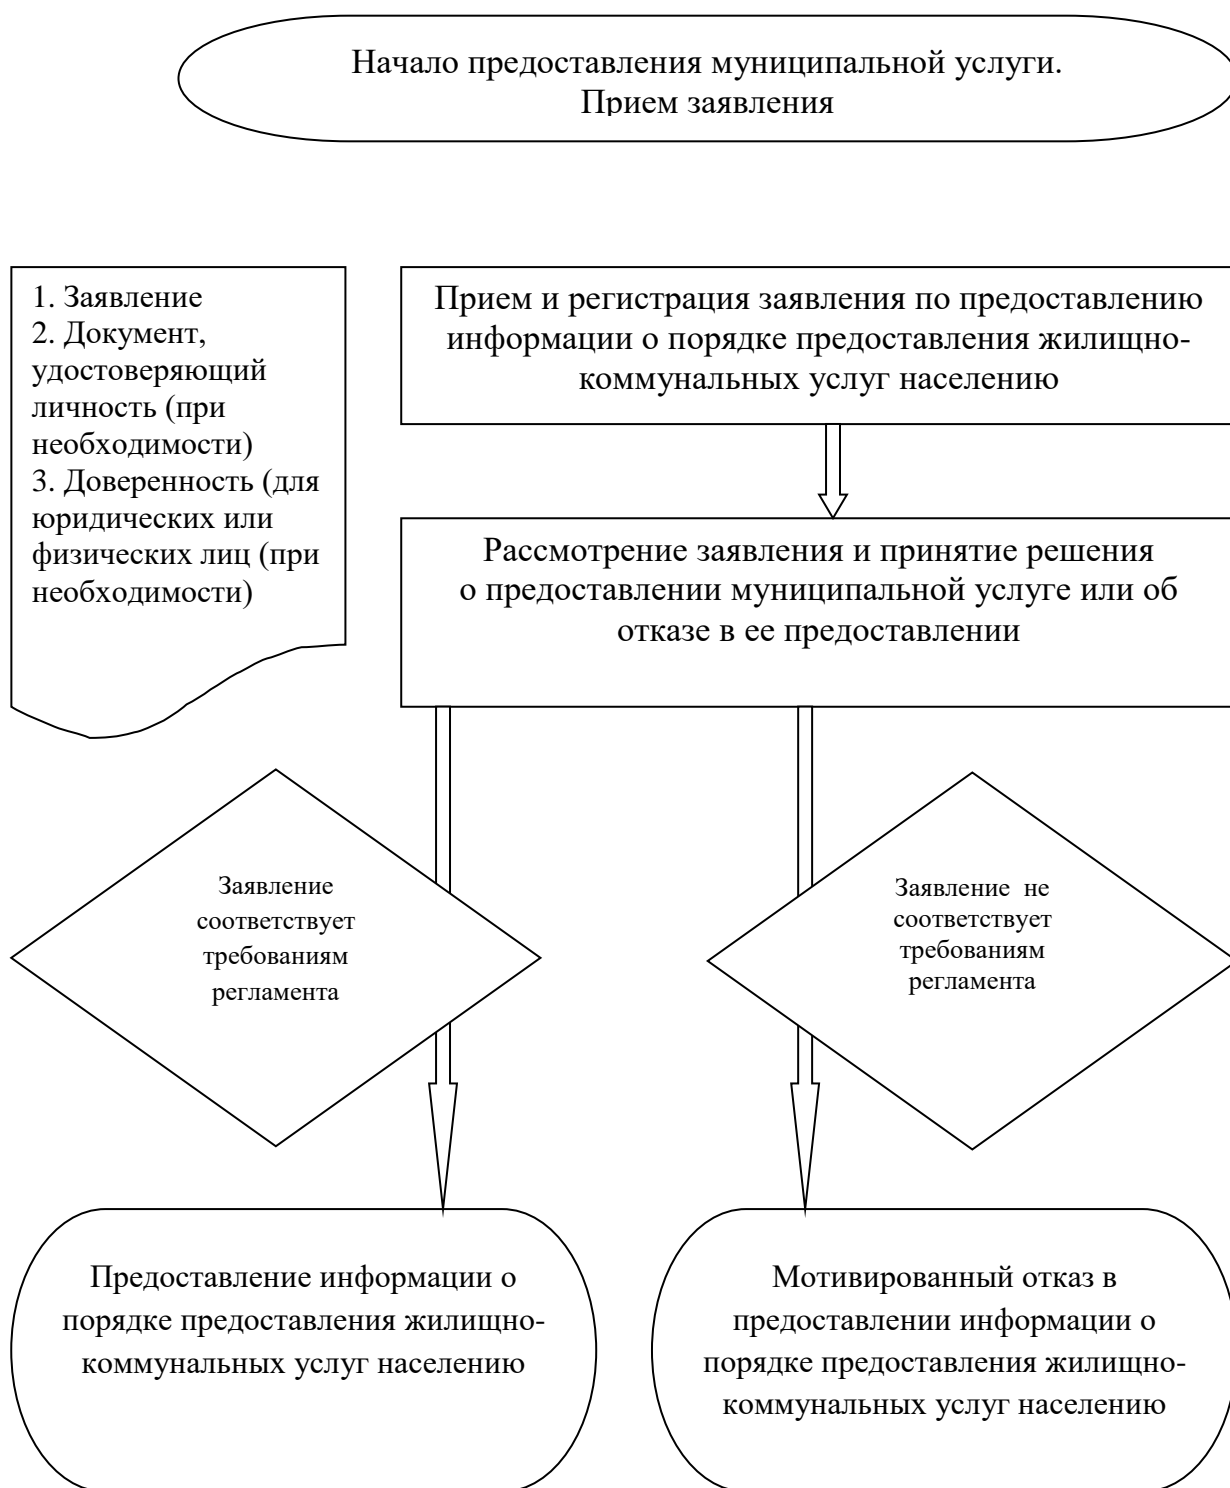 Начало предоставления муниципальной услуги.
Прием заявления
1. Заявление
2. Документ,
удостоверяющий
личность (при
необходимости)
3. Доверенность (для
юридических или
физических лиц (при
необходимости)
Прием и регистрация заявления по предоставлению
информации о порядке предоставления жилищно-
коммунальных услуг населению
Рассмотрение заявления и принятие решения
о предоставлении муниципальной услуге или об
отказе в ее предоставлении
Заявление
соответствует
требованиям
регламента
Заявление не
соответствует
требованиям
регламента
Предоставление информации о
порядке предоставления жилищно-
коммунальных услуг населению
Мотивированный отказ в
предоставлении информации о
порядке предоставления жилищно-
коммунальных услуг населению